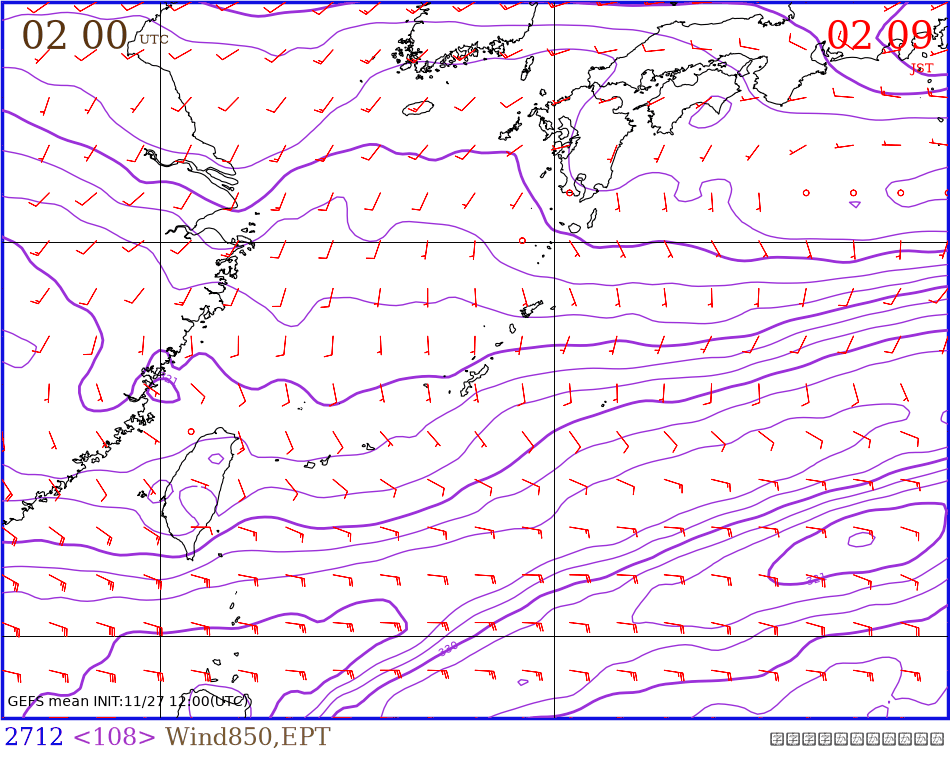 02 00 UTC
02 09 JST
GEFS mean INIT:11/27 12:00(UTC)
2712 <108> Wind850,EPT